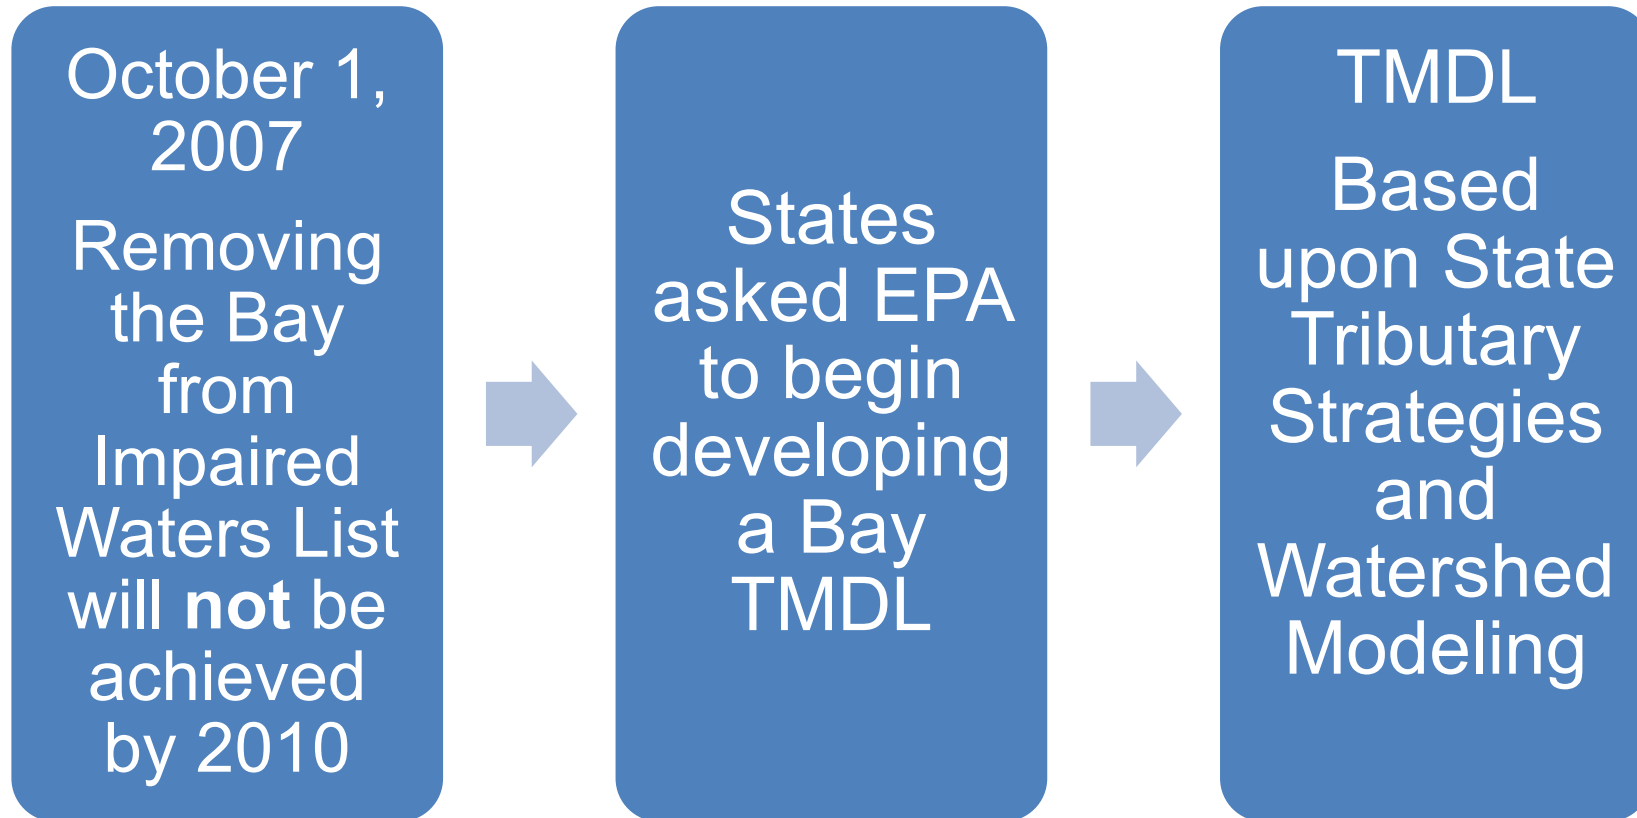 October 1,
2007
Removing
the Bay
from
Impaired
Waters List
will not be
achieved
by 2010
States
asked EPA
to begin
developing
a Bay
TMDL
TMDL
Based
upon State
Tributary
Strategies
and
Watershed
Modeling